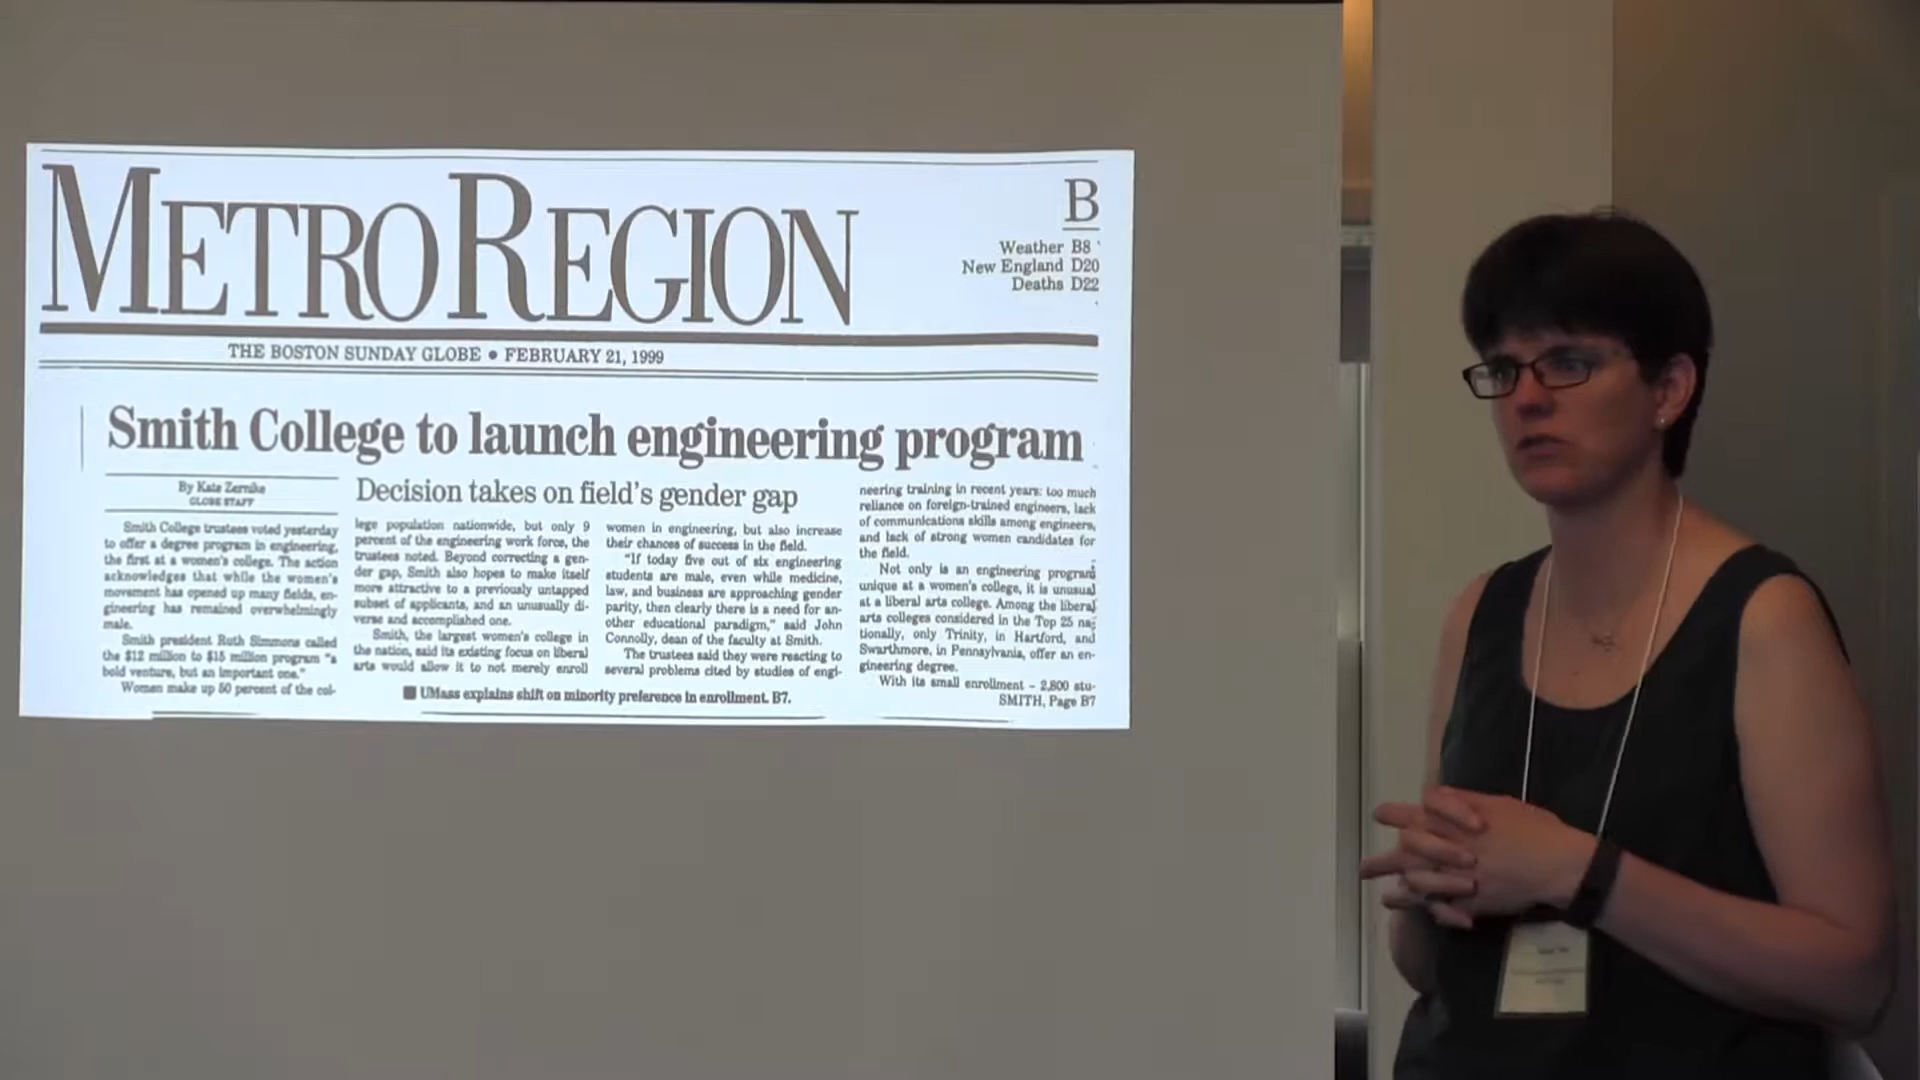 METRO REGION
B
Weather B8
New England D20
Deaths D22
THE BOSTON SUNDAY GLOBE • FEBRUARY 21, 1999
Smith College to launch engineering program
By Kate Zernike
GLOBE STAFF
Decision takes on field's gender gap
Smith College trustees voted yesterday
to offer a degree program in engineering,
the first at a women's college. The action
acknowledges that while the women's
movement has opened up many fields, en-
gineering has remained overwhelmingly
male.
Smith president Ruth Simmons called
the $12 million to $15 million program "a
bold venture, but an important one."
Women make up 50 percent of the col-
lege population nationwide, but only 9
percent of the engineering work force, the
trustees noted. Beyond correcting a gen-
der gap, Smith also hopes to make itself
more attractive to a previously untapped
subset of applicants, and an unusually di-
verse and accomplished one.
Smith, the largest women's college in
the nation, said its existing focus on liberal
arts would allow it to not merely enroll
women in engineering, but also increase
their chances of success in the field.
"If today five out of six engineering
students are male, even while medicine,
law, and business are approaching gender
parity, then clearly there is a need for an-
other educational paradigm," said John
Connolly, dean of the faculty at Smith.
The trustees said they were reacting to
several problems cited by studies of engi-
neering training in recent years: too much
reliance on foreign-trained engineers, lack
of communications skills among engineers,
and lack of strong women candidates for
the field.
Not only is an engineering program
unique at a women's college, it is unusual
at a liberal arts college. Among the liberal
arts colleges considered in the Top 25 na-
tionally, only Trinity, in Hartford, and
Swarthmore, in Pennsylvania, offer an en-
gineering degree.
With its small enrollment – 2,800 stu-
SMITH, Page B7
■ UMass explains shift on minority preference in enrollment. B7.